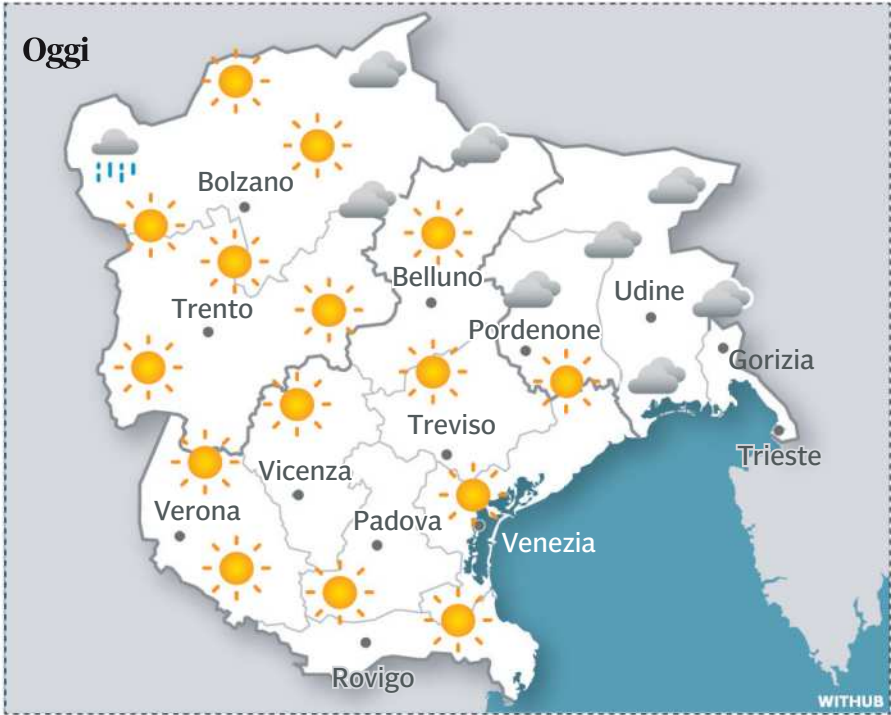 Oggi
Bolzano
Belluno
Udine
Trento
Pordenone
Gorizia
Treviso
Trieste
Vicenza
Verona
Padova
Venezia
Rovigo
WITHUB